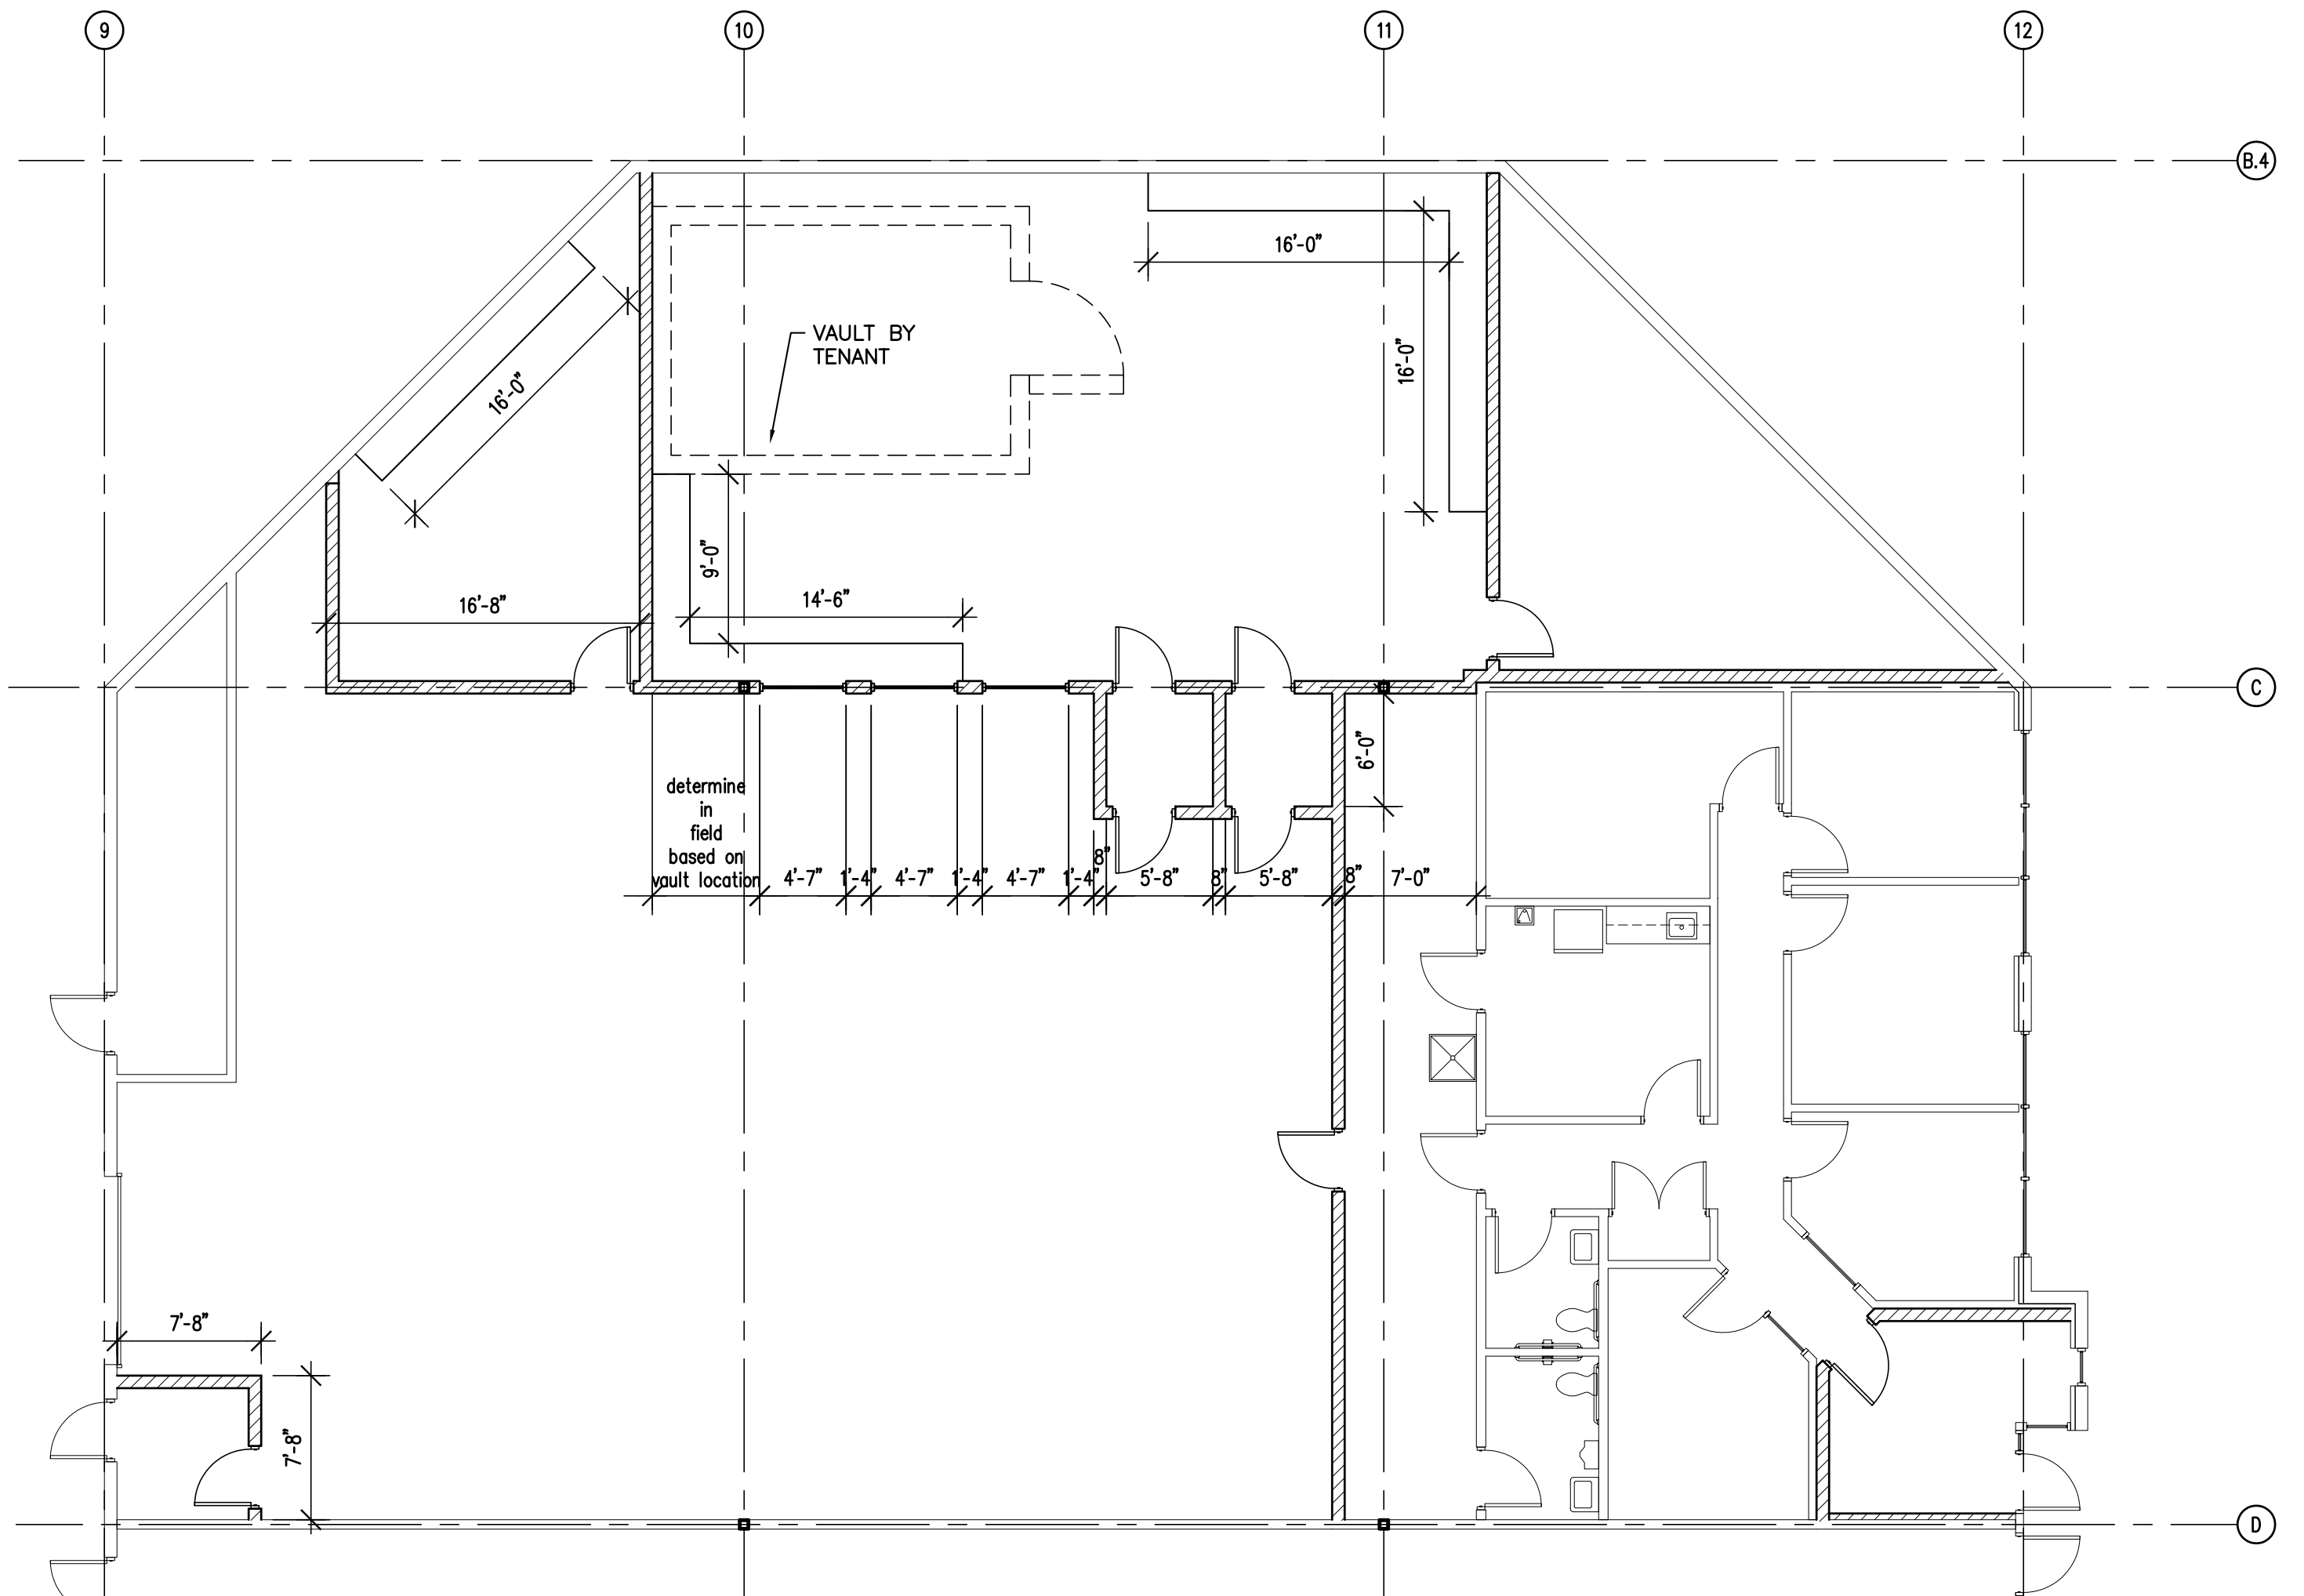 9
10
11
12
B.4
16'-0"
VAULT BY
TENANT
16'-0"
16'-0"
9'-0"
14'-6"
16'-8"
C
6'-0"
determine
in
field
based on
vault location
4'-7"
1'-4"
4'-7"
1'-4"
4'-7"
1'-4"
8"
5'-8"
8"
5'-8"
8"
7'-0"
7'-8"
7'-8"
D